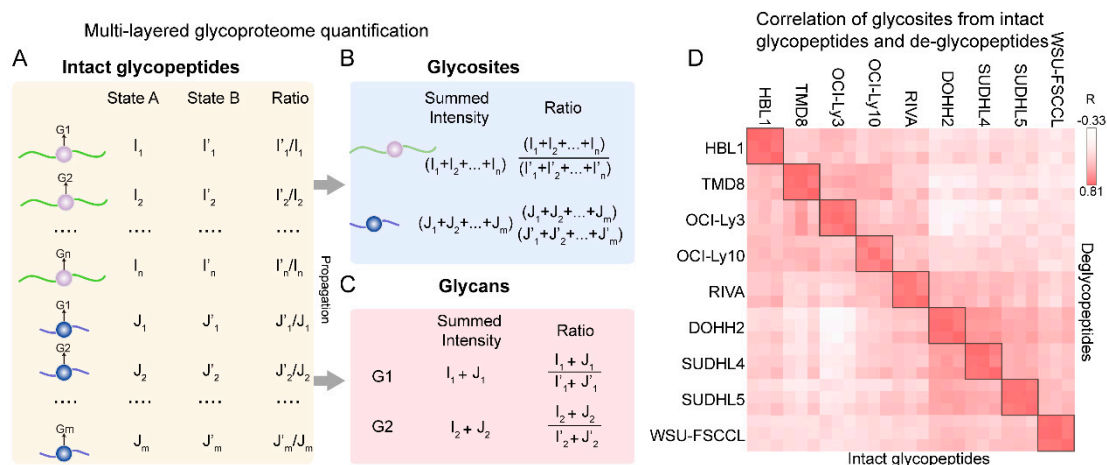 Multi-layered glycoproteome quantification
A
Intact glycopeptides
State A State B Ratio
G1 I₁ I'₁ I'₁/I₁
G2 I₂ I'₂ I'₂/I₂
.... .... .... ....
Gn Iₙ I'ₙ I'ₙ/Iₙ
G1 J₁ J'₁ J'₁/J₁
G2 J₂ J'₂ J'₂/J₂
.... .... .... ....
Gm Jₘ J'ₘ J'ₘ/Jₘ
Propagation
B
Glycosites
Summed
Intensity
Ratio
(I₁+I₂+...+Iₙ)
(I₁+I₂+...+Iₙ)
(I'₁+I'₂+...+I'ₙ)
(J₁+J₂+...+Jₘ)
(J₁+J₂+...+Jₘ)
(J'₁+J'₂+...+J'ₘ)
C
Glycans
Summed
Intensity
Ratio
G1
I₁ + J₁
I₁ + J₁
I'₁ + J'₁
G2
I₂ + J₂
I₂ + J₂
I'₂ + J'₂
Correlation of glycosites from intact
glycopeptides and de-glycopeptides
D
HBL1
TMD8
OCI-Ly3
OCI-Ly10
RIVA
DOHH2
SUDHL4
SUDHL5
WSU-FSCCL
HBL1
TMD8
OCI-Ly3
OCI-Ly10
RIVA
DOHH2
SUDHL4
SUDHL5
WSU-FSCCL
R
-0.33
0.81
Deglycopeptides
Intact glycopeptides